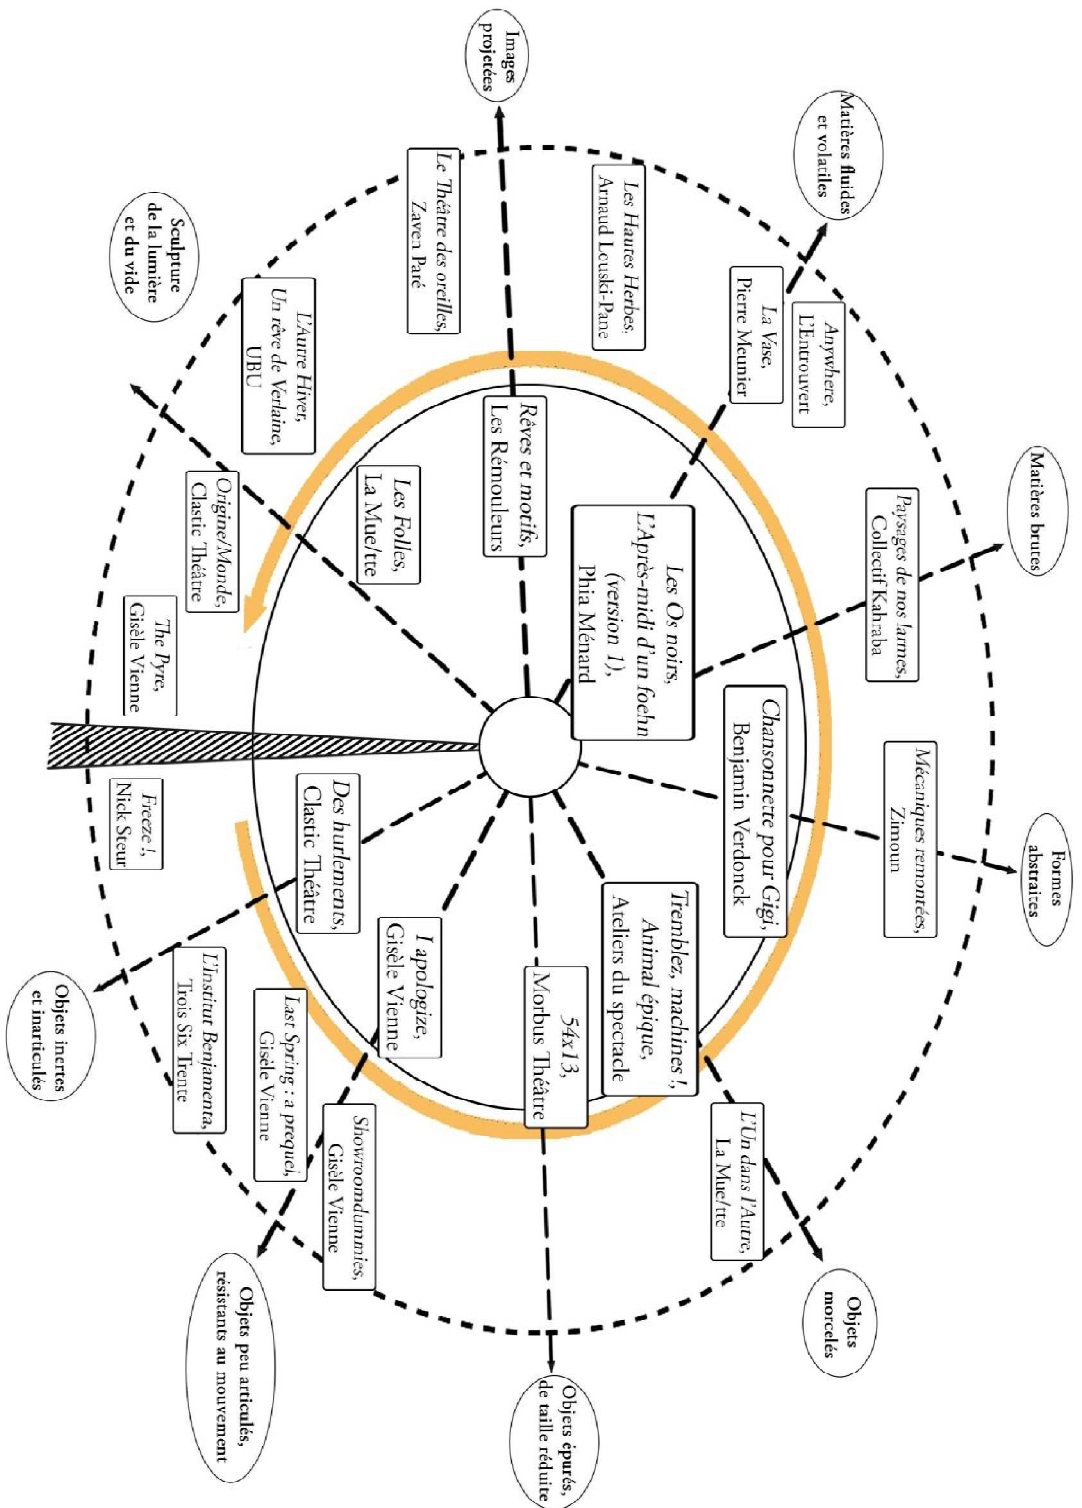 Images
projetées
Matières fluides
et volatiles
Matières brutes
Formes
abstraites
Objets
morcelés
Objets épurés,
de taille réduite
Objets peu articulés,
résistants au mouvement
Objets inertes
et inarticulés
Sculpture
de la lumière
et du vide
Le Théâtre des oreilles,
Zaven Paré
Les Hautes Herbes,
Arnaud Louski-Pane
La Vase,
Pierre Meunier
Anywhere,
L'Entrouvert
Paysages de nos larmes,
Collectif Kahraba
Mécaniques remontées,
Zimoun
L'Un dans l'Autre,
La Mue/tte
Showroomdummies,
Gisèle Vienne
Last Spring : a prequel,
Gisèle Vienne
L'Institut Benjamenta,
Trois Six Trente
Freeze !,
Nick Steur
The Pyre,
Gisèle Vienne
Origine/Monde,
Clastic Théâtre
L'Autre Hiver,
Un rêve de Verlaine,
UBU
Les Folles,
La Mue/tte
Rêves et motifs,
Les Rémouleurs
Les Os noirs,
L'Après-midi d'un foehn
(version 1),
Phia Ménard
Chansonnette pour Gigi,
Benjamin Verdonck
Tremblez, machines !,
Animal épique,
Ateliers du spectacle
54x13,
Morbus Théâtre
I apologize,
Gisèle Vienne
Des hurlements,
Clastic Théâtre